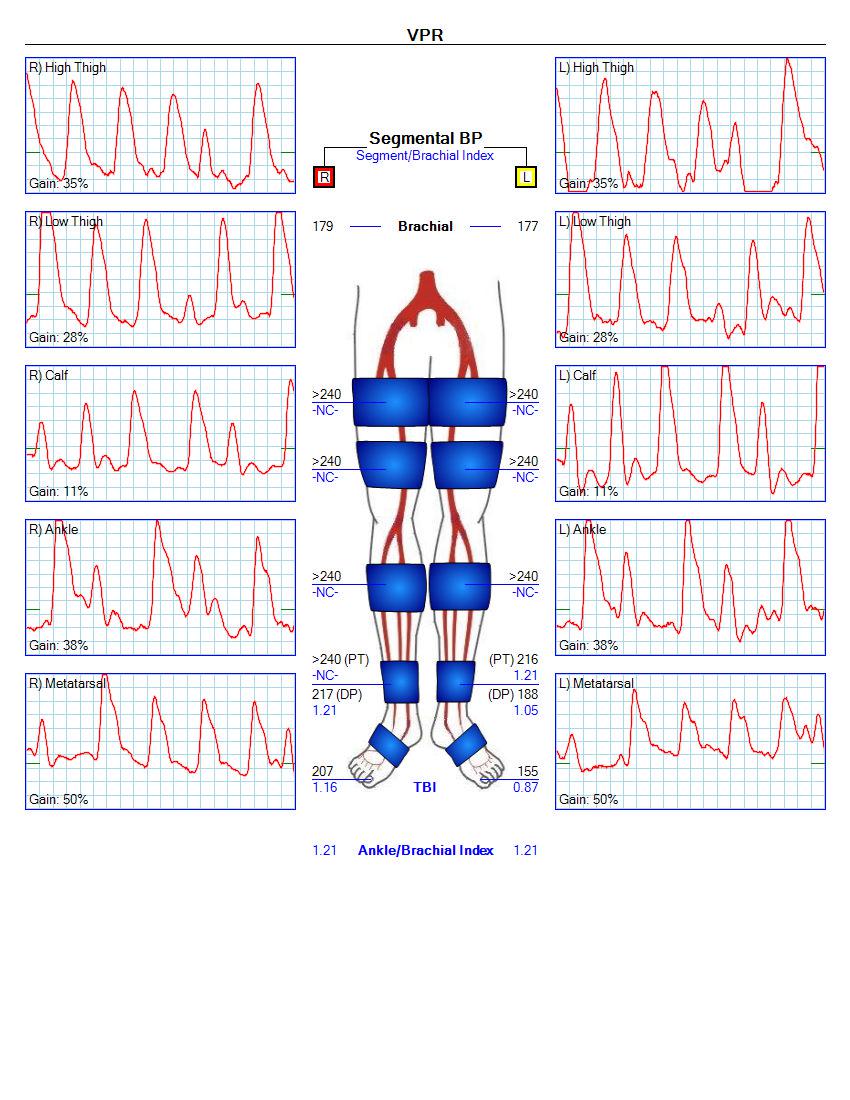 VPR
R) High Thigh
Gain: 35%
R) Low Thigh
Gain: 28%
R) Calf
Gain: 11%
R) Ankle
Gain: 38%
R) Metatarsal
Gain: 50%
Segmental BP
Segment/Brachial Index
R L
179 Brachial 177
>240 >240
-NC- -NC-
>240 >240
-NC- -NC-
>240 >240
-NC- -NC-
>240 (PT) (PT) 216
-NC- 1.21
217 (DP) (DP) 188
1.21 1.05
207 155
1.16 TBI 0.87
1.21 Ankle/Brachial Index 1.21
L) High Thigh
Gain: 35%
L) Low Thigh
Gain: 28%
L) Calf
Gain: 11%
L) Ankle
Gain: 38%
L) Metatarsal
Gain: 50%